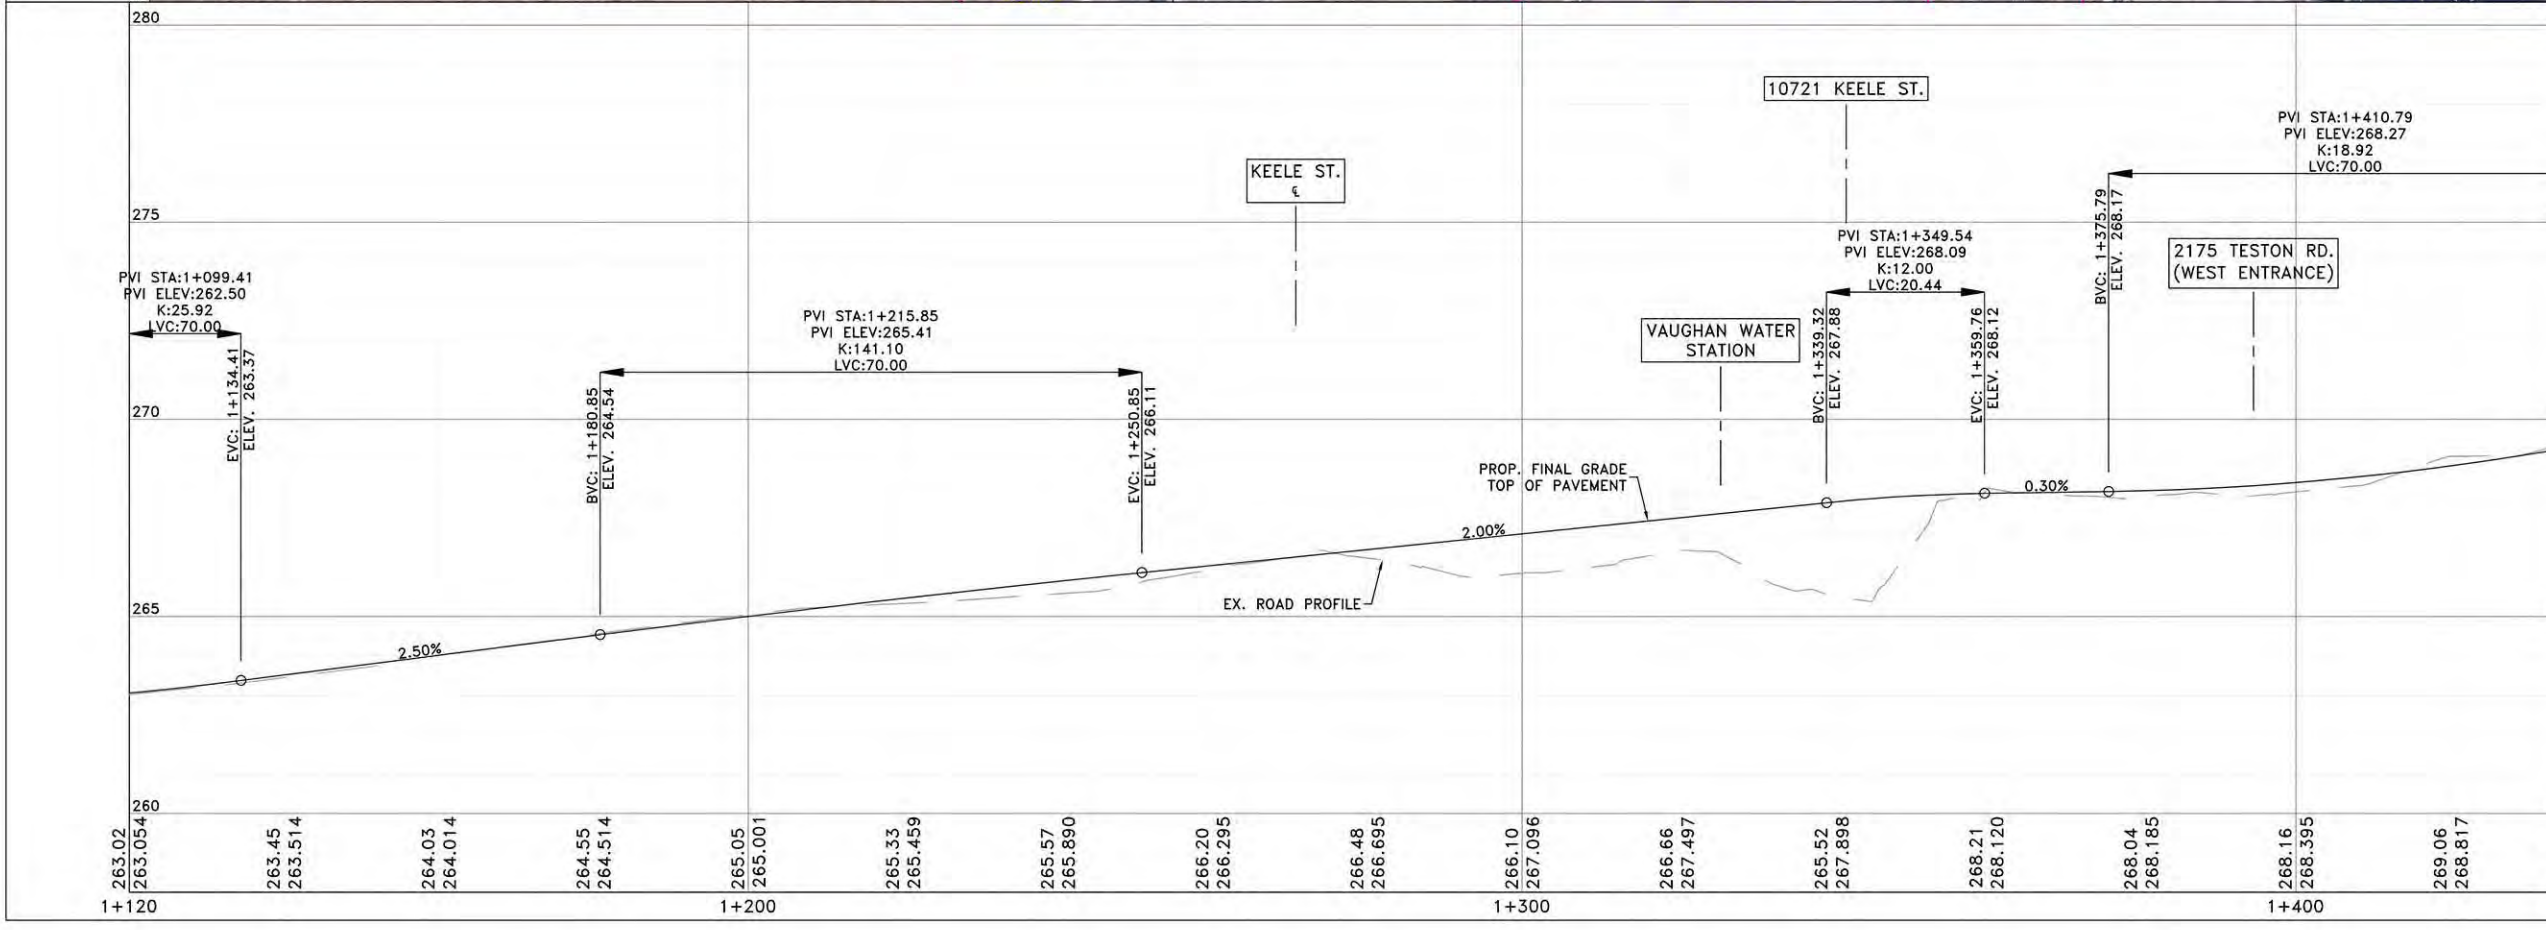 280
275
270
265
260
10721 KEELE ST.
KEELE ST.
℄
PVI STA:1+410.79
PVI ELEV:268.27
K:18.92
LVC:70.00
BVC: 1+375.79
ELEV. 268.17
PVI STA:1+349.54
PVI ELEV:268.09
K:12.00
LVC:20.44
2175 TESTON RD.
(WEST ENTRANCE)
PVI STA:1+099.41
PVI ELEV:262.50
K:25.92
LVC:70.00
PVI STA:1+215.85
PVI ELEV:265.41
K:141.10
LVC:70.00
VAUGHAN WATER
STATION
EVC: 1+134.41
ELEV. 263.37
BVC: 1+180.85
ELEV. 264.54
EVC: 1+250.85
ELEV. 266.11
BVC: 1+339.32
ELEV. 267.88
EVC: 1+359.76
ELEV. 268.12
PROP. FINAL GRADE
TOP OF PAVEMENT
0.30%
2.00%
EX. ROAD PROFILE
2.50%
263.02
263.054
263.45
263.514
264.03
264.014
264.55
264.514
265.05
265.001
265.33
265.459
265.57
265.890
266.20
266.295
266.48
266.695
266.10
267.096
266.66
267.497
265.52
267.898
268.21
268.120
268.04
268.185
268.16
268.395
269.06
268.817
1+120
1+200
1+300
1+400